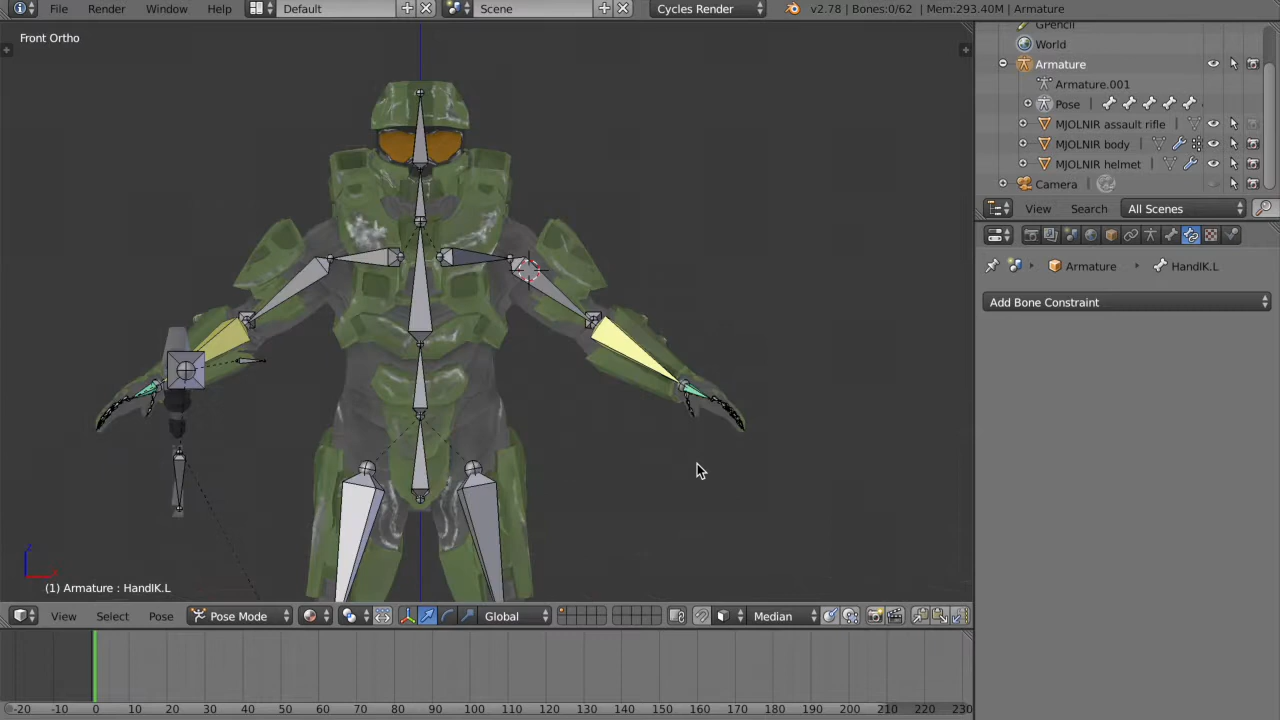 File Render Window Help Default Scene Cycles Render v2.78 | Bones:0/62 | Mem:293.40M | Armature
Front Ortho
GPencil
World
Armature
Armature.001
Pose
MJOLNIR assault rifle
MJOLNIR body
MJOLNIR helmet
Camera
View Search All Scenes
Armature HandIK.L
Add Bone Constraint
(1) Armature : HandIK.L
View Select Pose Pose Mode Global Median
-20 -10 0 10 20 30 40 50 60 70 80 90 100 110 120 130 140 150 160 170 180 190 200 210 220 230